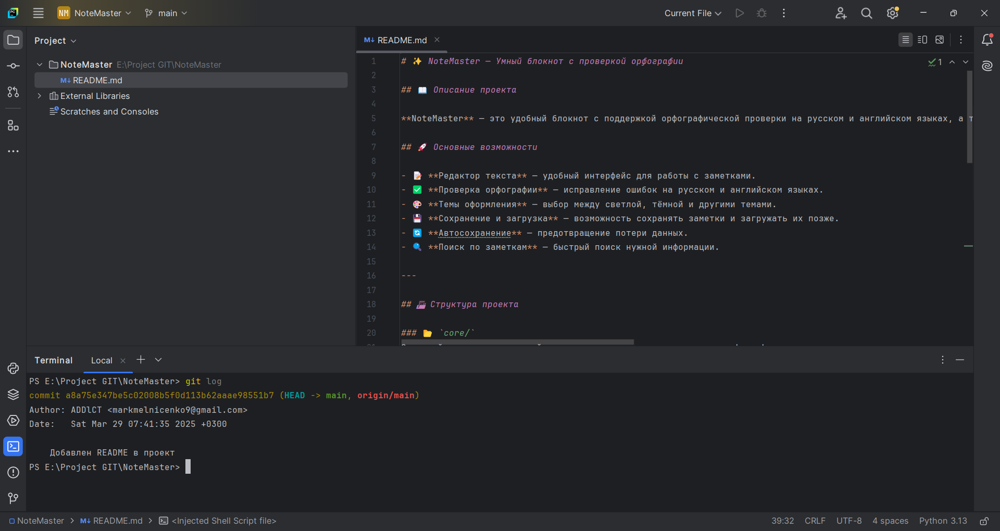 PC
NM NoteMaster main Current File
Project
NoteMaster E:\Project GIT\NoteMaster
M↓ README.md
External Libraries
Scratches and Consoles
M↓ README.md
1
1 # ✨ NoteMaster — Умный блокнот с проверкой орфографии
2
3 ## 📖 Описание проекта
4
5 **NoteMaster** — это удобный блокнот с поддержкой орфографической проверки на русском и английском языках, а т
6
7 ## 🚀 Основные возможности
8
9 - 📝 **Редактор текста** — удобный интерфейс для работы с заметками.
10 - ✅ **Проверка орфографии** — исправление ошибок на русском и английском языках.
11 - 🎨 **Темы оформления** — выбор между светлой, тёмной и другими темами.
12 - 💾 **Сохранение и загрузка** — возможность сохранять заметки и загружать их позже.
13 - 🔄 **Автосохранение** — предотвращение потери данных.
14 - 🔍 **Поиск по заметкам** — быстрый поиск нужной информации.
15
16 ---
17
18 ## Структура проекта
19
20 ### 📂 `core/`
Terminal Local
PS E:\Project GIT\NoteMaster> git log
commit a8a75e347be5c02008b5f0d113b62aaae98551b7 (HEAD -> main, origin/main)
Author: ADDlCT <markmelnicenko9@gmail.com>
Date:   Sat Mar 29 07:41:35 2025 +0300
Добавлен README в проект
PS E:\Project GIT\NoteMaster>
NoteMaster > M↓ README.md > <Injected Shell Script file> 39:32 CRLF UTF-8 4 spaces Python 3.13